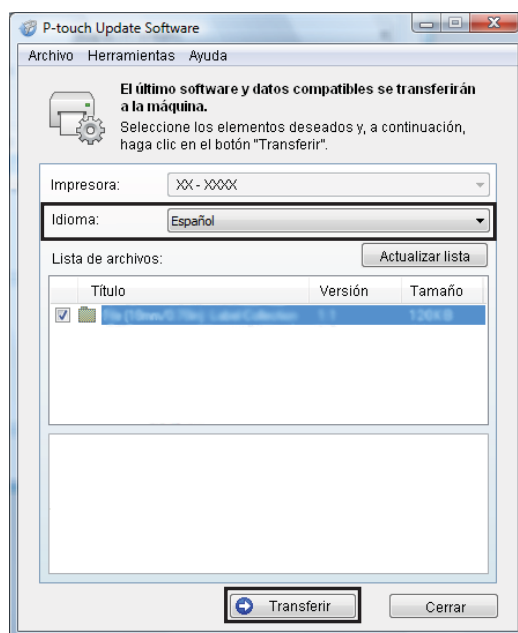 P-touch Update Software
Archivo Herramientas Ayuda
El último software y datos compatibles se transferirán
a la máquina.
Seleccione los elementos deseados y, a continuación,
haga clic en el botón "Transferir".
Impresora: XX - XXXX
Idioma: Español
Lista de archivos: Actualizar lista
Título Versión Tamaño
Transferir Cerrar